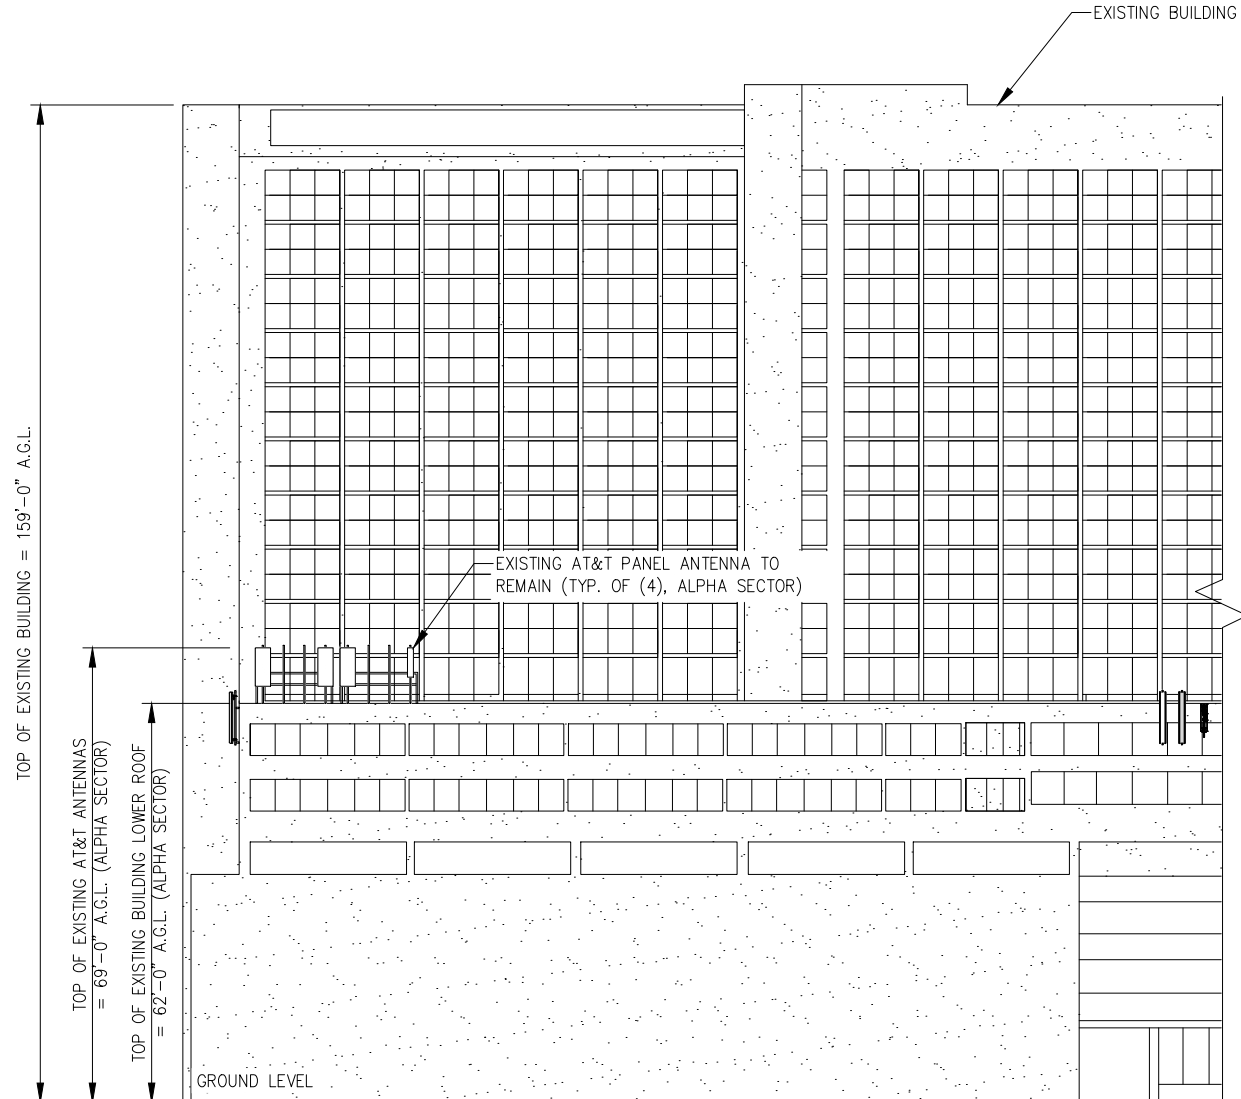 EXISTING BUILDING
EXISTING AT&T PANEL ANTENNA TO
REMAIN (TYP. OF (4), ALPHA SECTOR)
TOP OF EXISTING BUILDING = 159'-0" A.G.L.
TOP OF EXISTING AT&T ANTENNAS
= 69'-0" A.G.L. (ALPHA SECTOR)
TOP OF EXISTING BUILDING LOWER ROOF
= 62'-0" A.G.L. (ALPHA SECTOR)
GROUND LEVEL